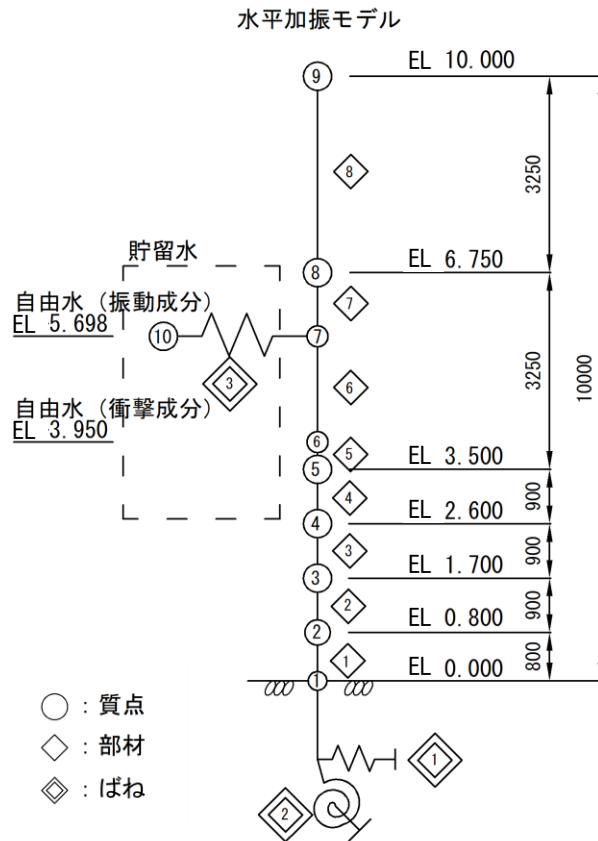 水平加振モデル
EL 10.000
9
8
3250
貯留水
8
EL 6.750
7
自由水（振動成分）
EL 5.698
10
7
3
6
3250
10000
自由水（衝撃成分）
EL 3.950
6
5
5
EL 3.500
4
900
4
EL 2.600
3
900
3
EL 1.700
2
900
2
EL 0.800
1
800
1
EL 0.000
○：質点
◇：部材
：ばね
1
2